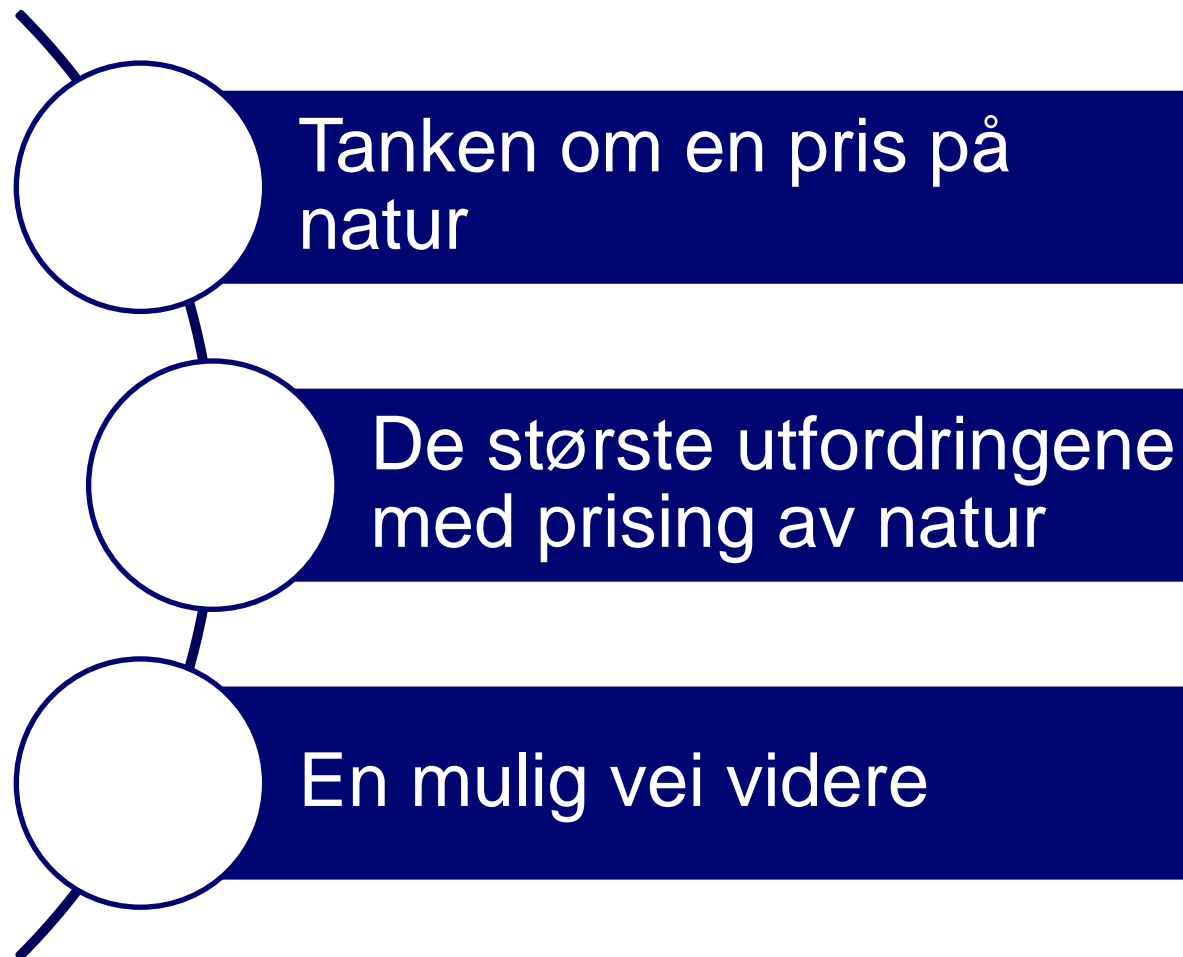 Tanken om en pris på
natur
De største utfordringene
med prising av natur
En mulig vei videre